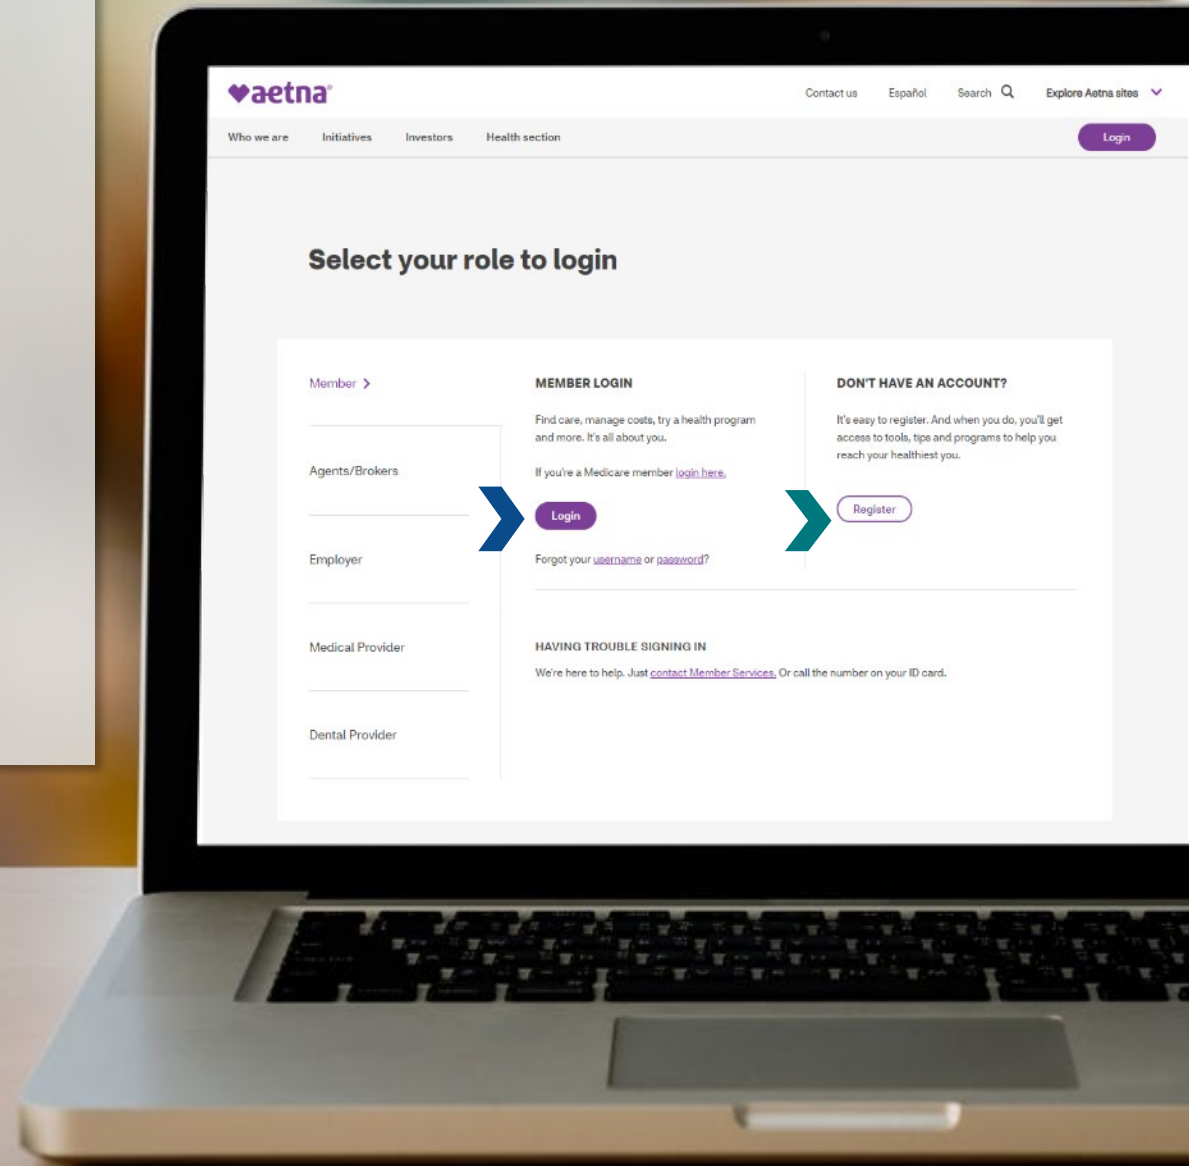 aetna®
Contact us Español Search Explore Aetna sites
Who we are Initiatives Investors Health section Login
Select your role to login
Member
Agents/Brokers
Employer
Medical Provider
Dental Provider
MEMBER LOGIN
Find care, manage costs, try a health program
and more. It's all about you.
If you're a Medicare member login here.
Login
Forgot your username or password?
DON'T HAVE AN ACCOUNT?
It's easy to register. And when you do, you'll get
access to tools, tips and programs to help you
reach your healthiest you.
Register
HAVING TROUBLE SIGNING IN
We're here to help. Just contact Member Services. Or call the number on your ID card.